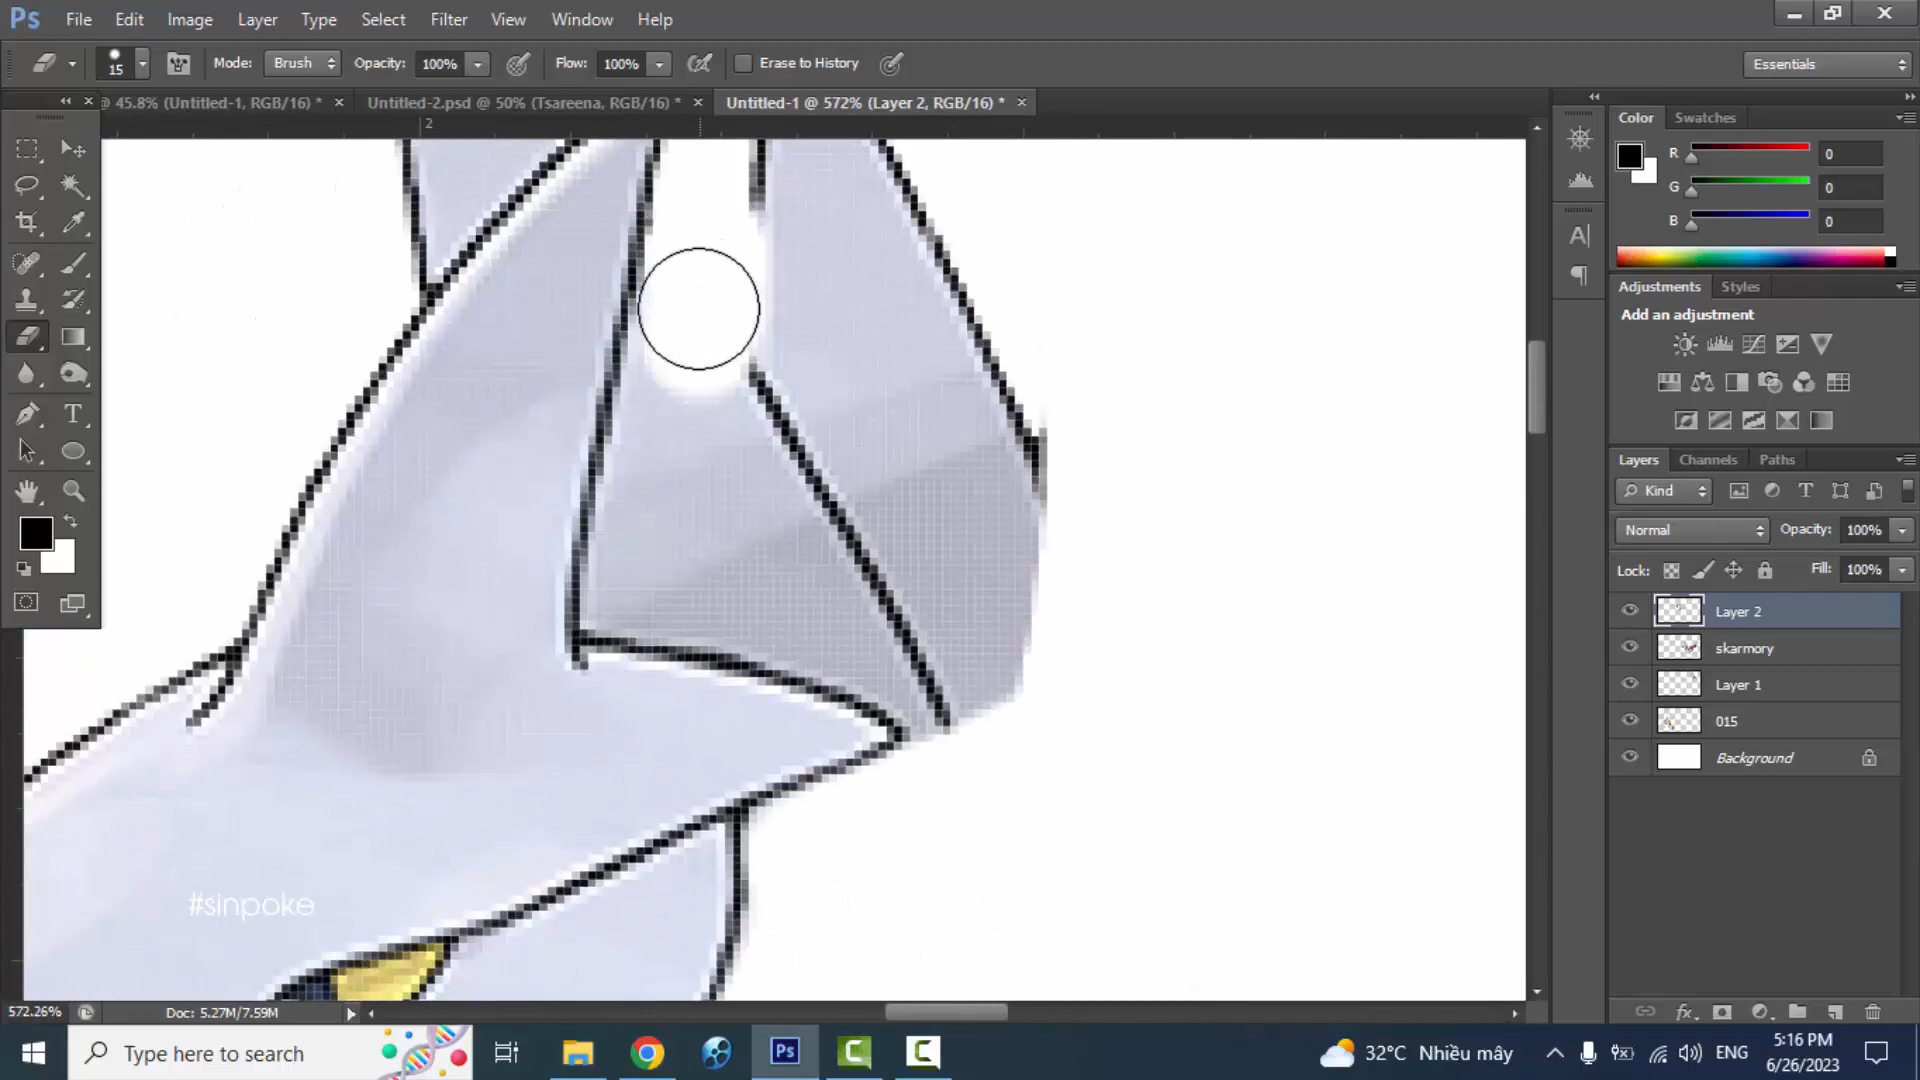 Ps File Edit Image Layer Type Select Filter View Window Help
15 Mode: Brush Opacity: 100% Flow: 100% Erase to History Essentials
@ 45.8% (Untitled-1, RGB/16) * × Untitled-2.psd @ 50% (Tsareena, RGB/16) * × Untitled-1 @ 572% (Layer 2, RGB/16) * ×
2
Color Swatches
R 0
G 0
B 0
Adjustments Styles
Add an adjustment
Layers Channels Paths
Kind
Normal Opacity: 100%
Lock: Fill: 100%
Layer 2
skarmory
Layer 1
015
Background
#sinpoke
572.26% Doc: 5.27M/7.59M
Type here to search
32°C Nhiều mây
ENG
5:16 PM
6/26/2023